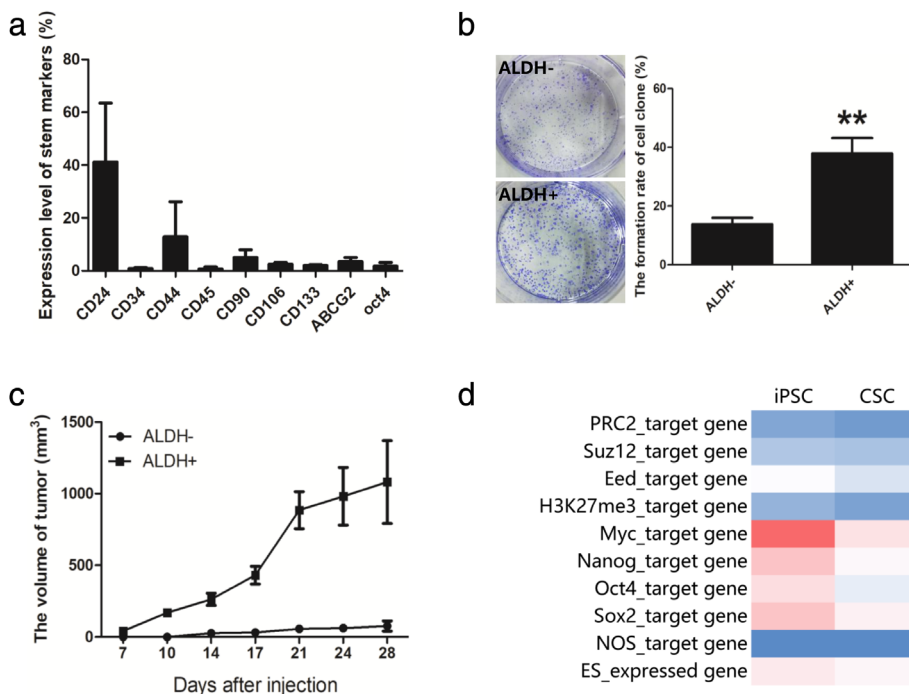 a
Expression level of stem markers (%)
80
60
40
20
0
CD24
CD34
CD44
CD45
CD90
CD106
CD133
ABCG2
oct4
b
ALDH-
ALDH+
The formation rate of cell clone (%)
60
40
20
0
**
ALDH-
ALDH+
c
The volume of tumor (mm³)
1500
1000
500
0
ALDH-
ALDH+
7 10 14 17 21 24 28
Days after injection
d
iPSC CSC
PRC2_target gene
Suz12_target gene
Eed_target gene
H3K27me3_target gene
Myc_target gene
Nanog_target gene
Oct4_target gene
Sox2_target gene
NOS_target gene
ES_expressed gene